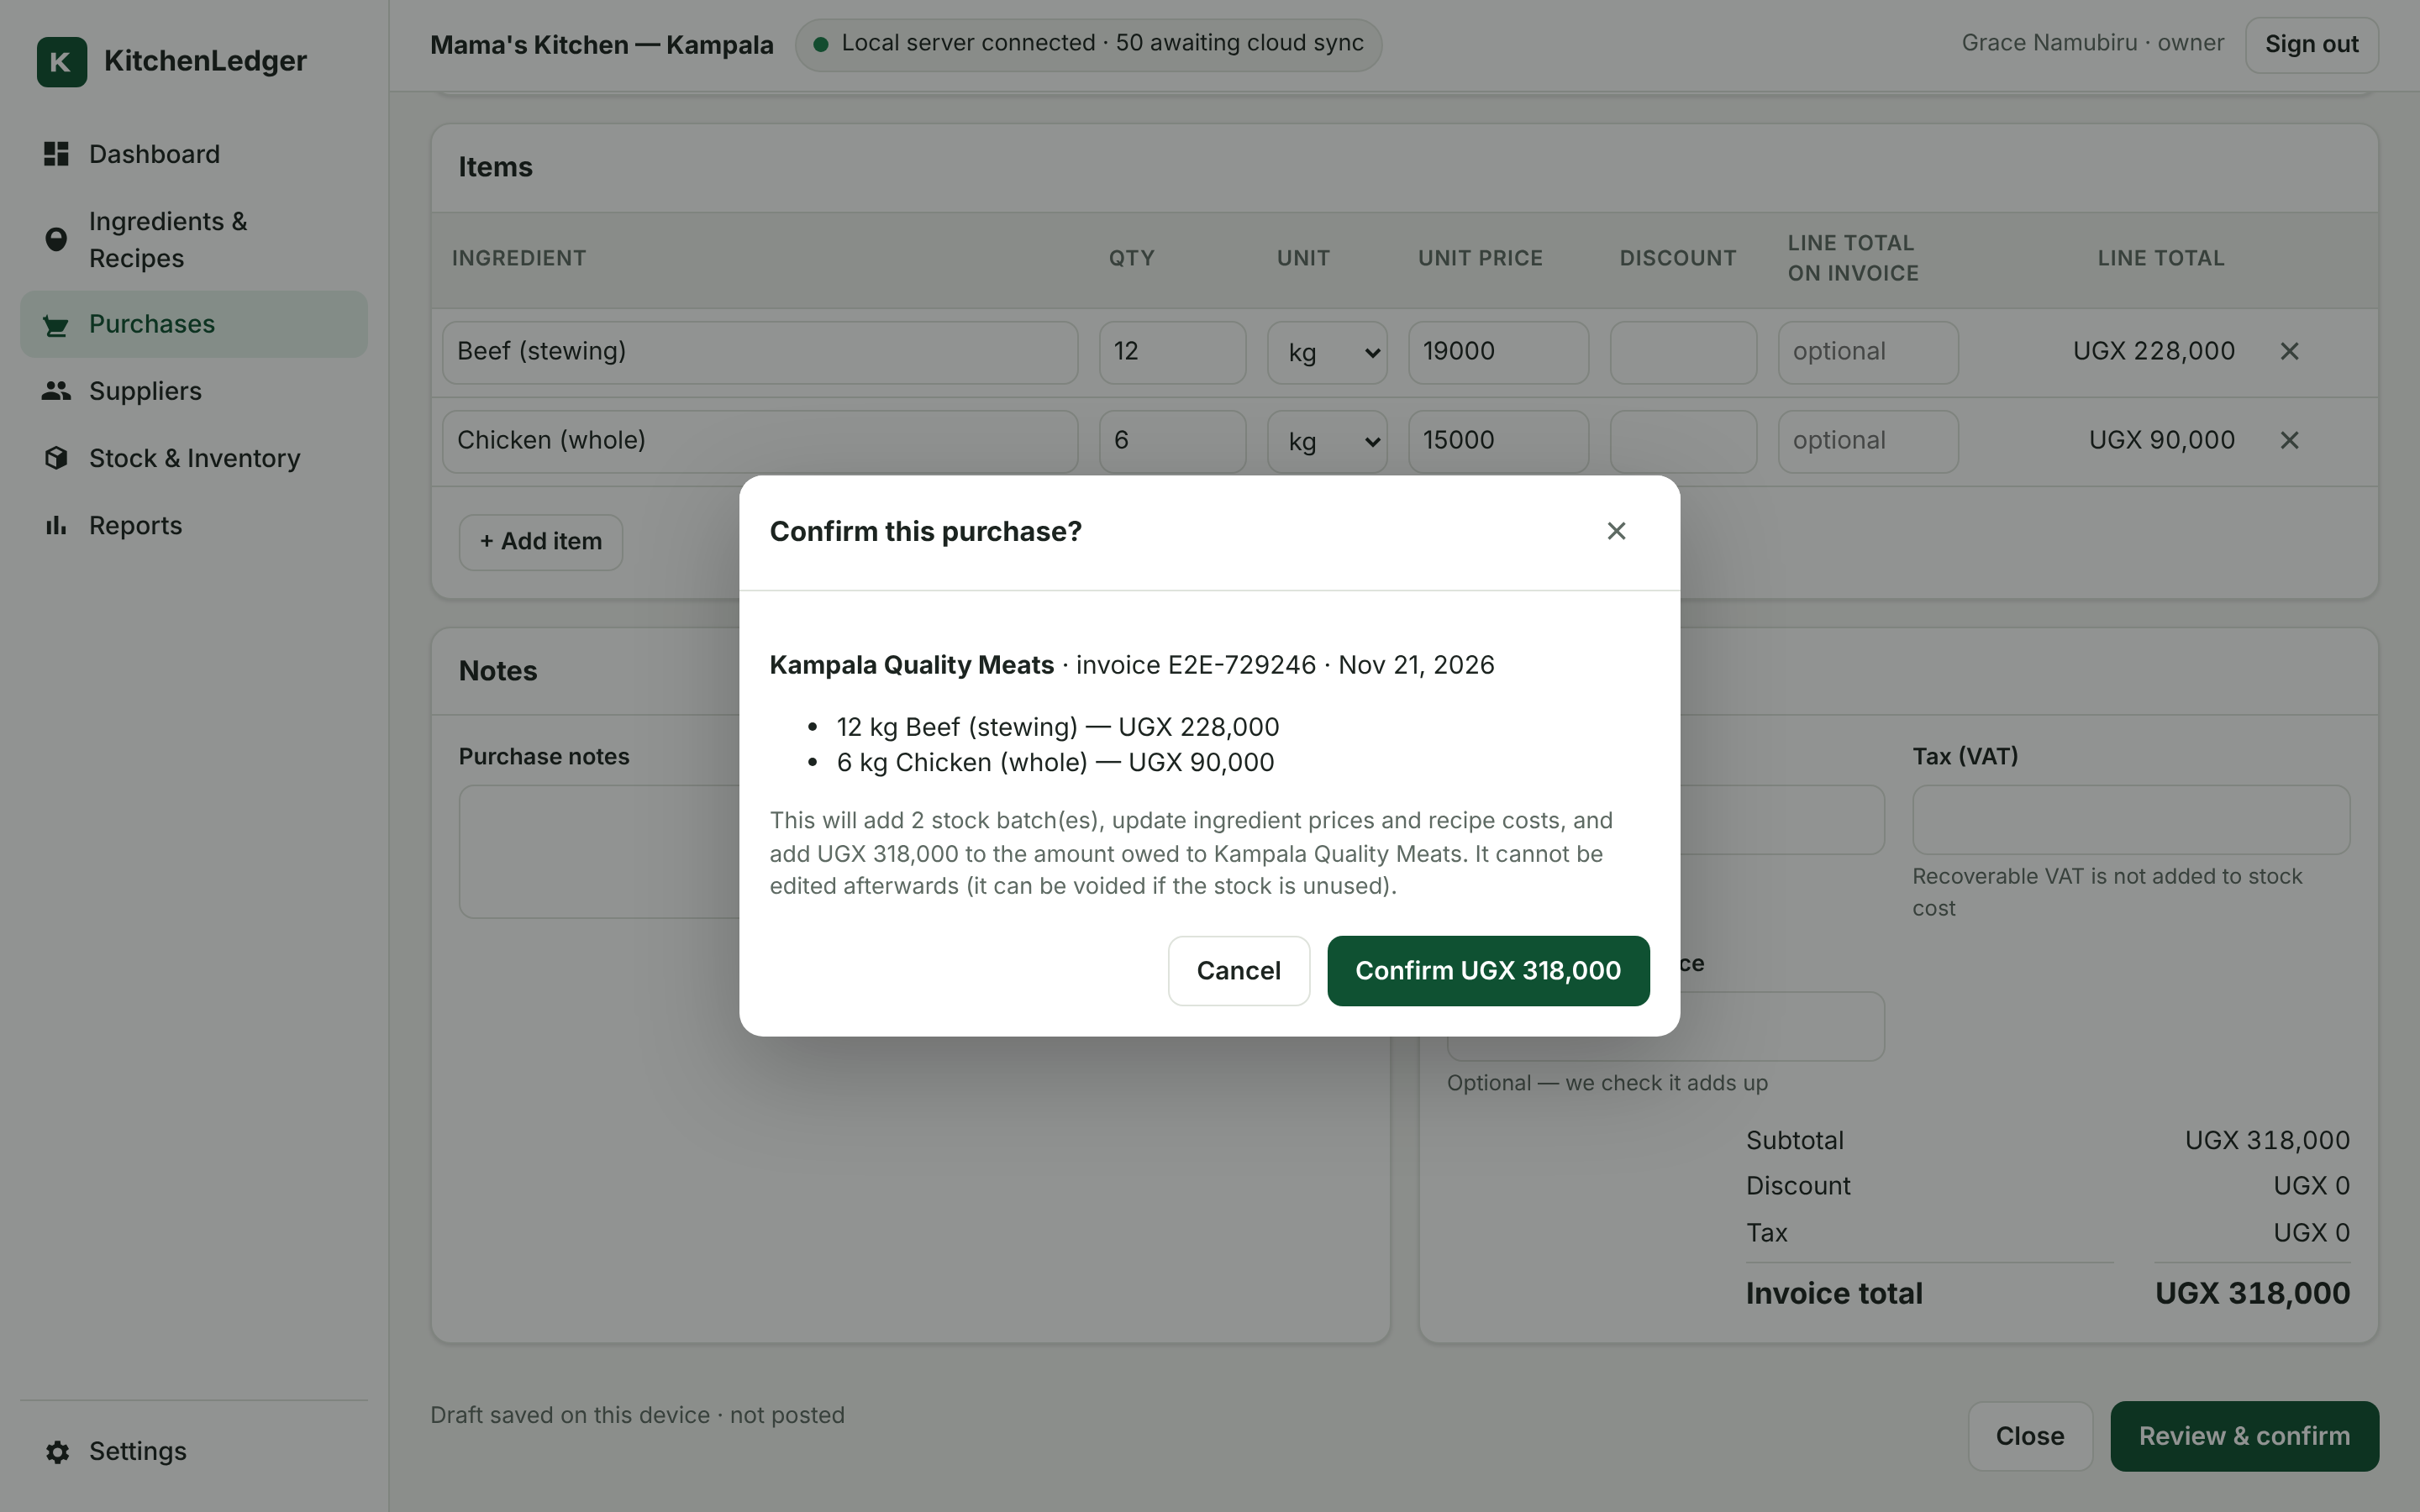 K KitchenLedger
Dashboard
Ingredients &
Recipes
Purchases
Suppliers
Stock & Inventory
Reports
Settings
Mama's Kitchen — Kampala
Local server connected · 50 awaiting cloud sync
Grace Namubiru · owner
Sign out
Items
INGREDIENT QTY UNIT UNIT PRICE DISCOUNT LINE TOTAL ON INVOICE LINE TOTAL
Beef (stewing) 12 kg 19000 optional UGX 228,000 ✕
Chicken (whole) 6 kg 15000 optional UGX 90,000 ✕
+ Add item
Confirm this purchase? ✕
Kampala Quality Meats · invoice E2E-729246 · Nov 21, 2026
• 12 kg Beef (stewing) — UGX 228,000
• 6 kg Chicken (whole) — UGX 90,000
This will add 2 stock batch(es), update ingredient prices and recipe costs, and
add UGX 318,000 to the amount owed to Kampala Quality Meats. It cannot be
edited afterwards (it can be voided if the stock is unused).
Cancel
Confirm UGX 318,000
Notes
Purchase notes
Tax (VAT)
Recoverable VAT is not added to stock
cost
Optional — we check it adds up
Subtotal UGX 318,000
Discount UGX 0
Tax UGX 0
Invoice total UGX 318,000
Draft saved on this device · not posted
Close
Review & confirm